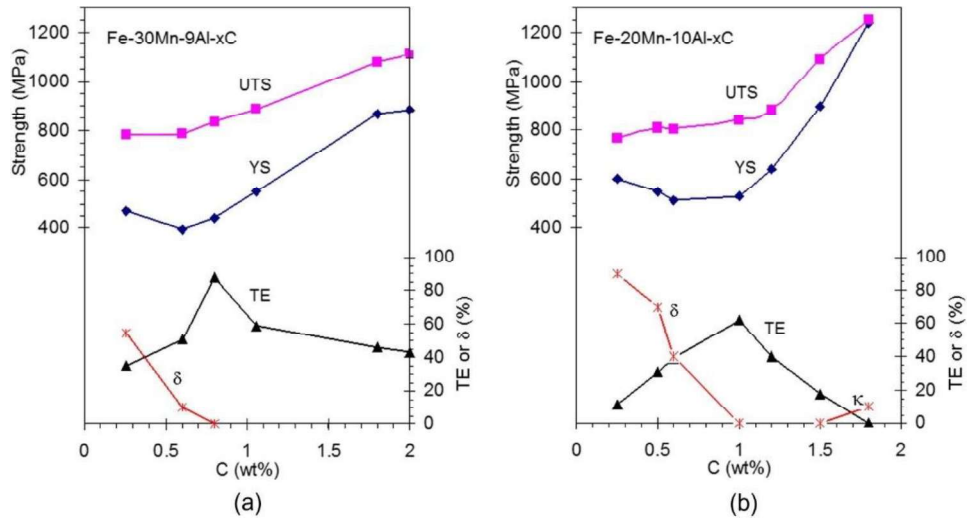 Fe-30Mn-9Al-xC
UTS
YS
TE
δ
Strength (MPa)
1200
1000
800
600
400
100
80
60
40
20
0
TE or δ (%)
0
0.5
1
1.5
2
C (wt%)
(a)
Fe-20Mn-10Al-xC
UTS
YS
δ
TE
κ
Strength (MPa)
1200
1000
800
600
400
100
80
60
40
20
0
TE or δ (%)
0
0.5
1
1.5
2
C (wt%)
(b)